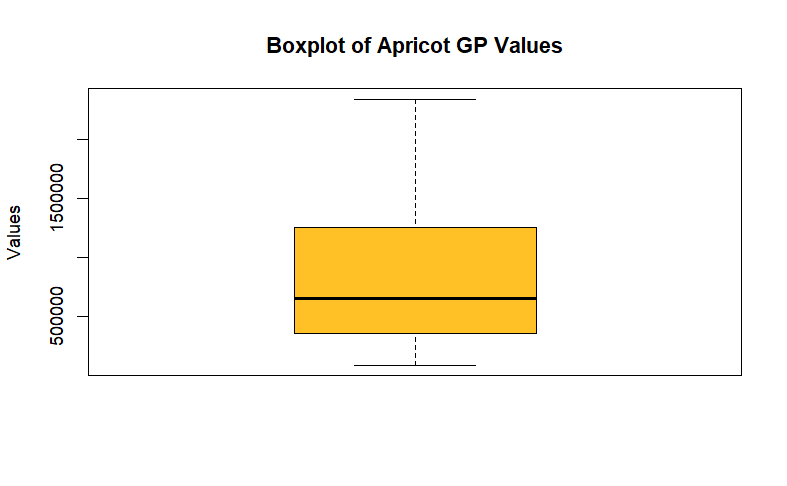 Boxplot of Apricot GP Values
Values
1500000
500000